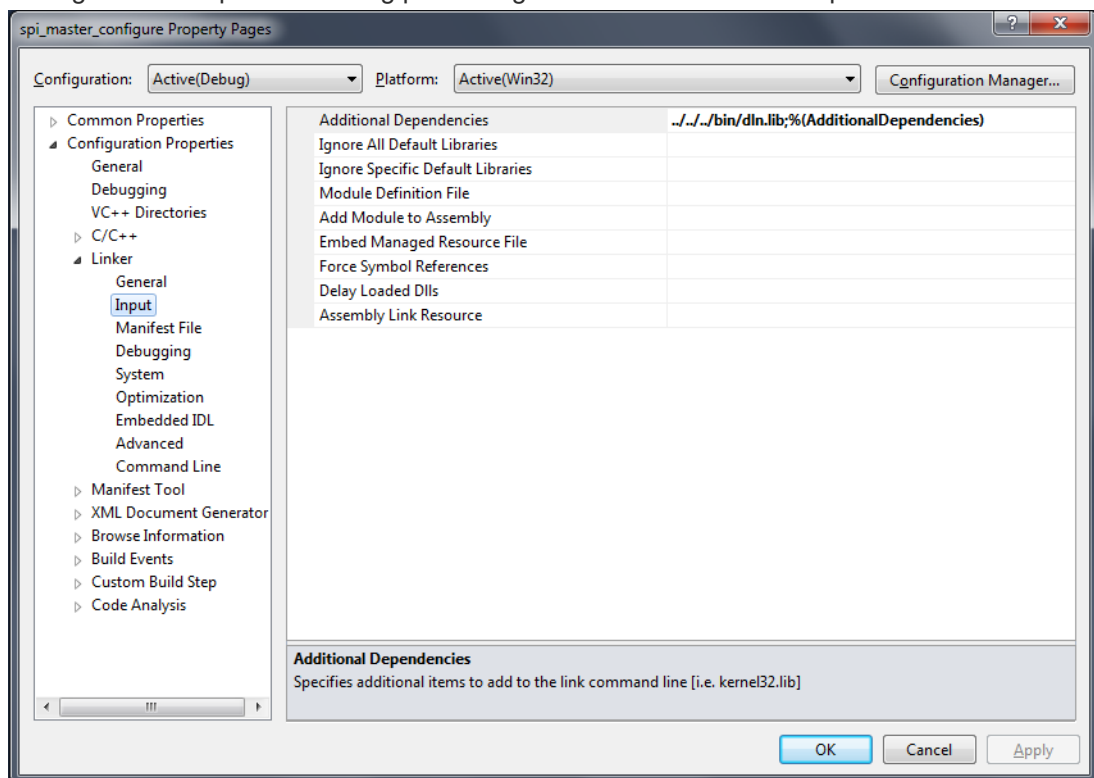 spi_master_configure Property Pages
Configuration: Active(Debug) Platform: Active(Win32) Configuration Manager...
Common Properties
Configuration Properties
General
Debugging
VC++ Directories
C/C++
Linker
General
Input
Manifest File
Debugging
System
Optimization
Embedded IDL
Advanced
Command Line
Manifest Tool
XML Document Generator
Browse Information
Build Events
Custom Build Step
Code Analysis
Additional Dependencies ../../../bin/dln.lib;%(AdditionalDependencies)
Ignore All Default Libraries
Ignore Specific Default Libraries
Module Definition File
Add Module to Assembly
Embed Managed Resource File
Force Symbol References
Delay Loaded Dlls
Assembly Link Resource
Additional Dependencies
Specifies additional items to add to the link command line [i.e. kernel32.lib]
OK Cancel Apply